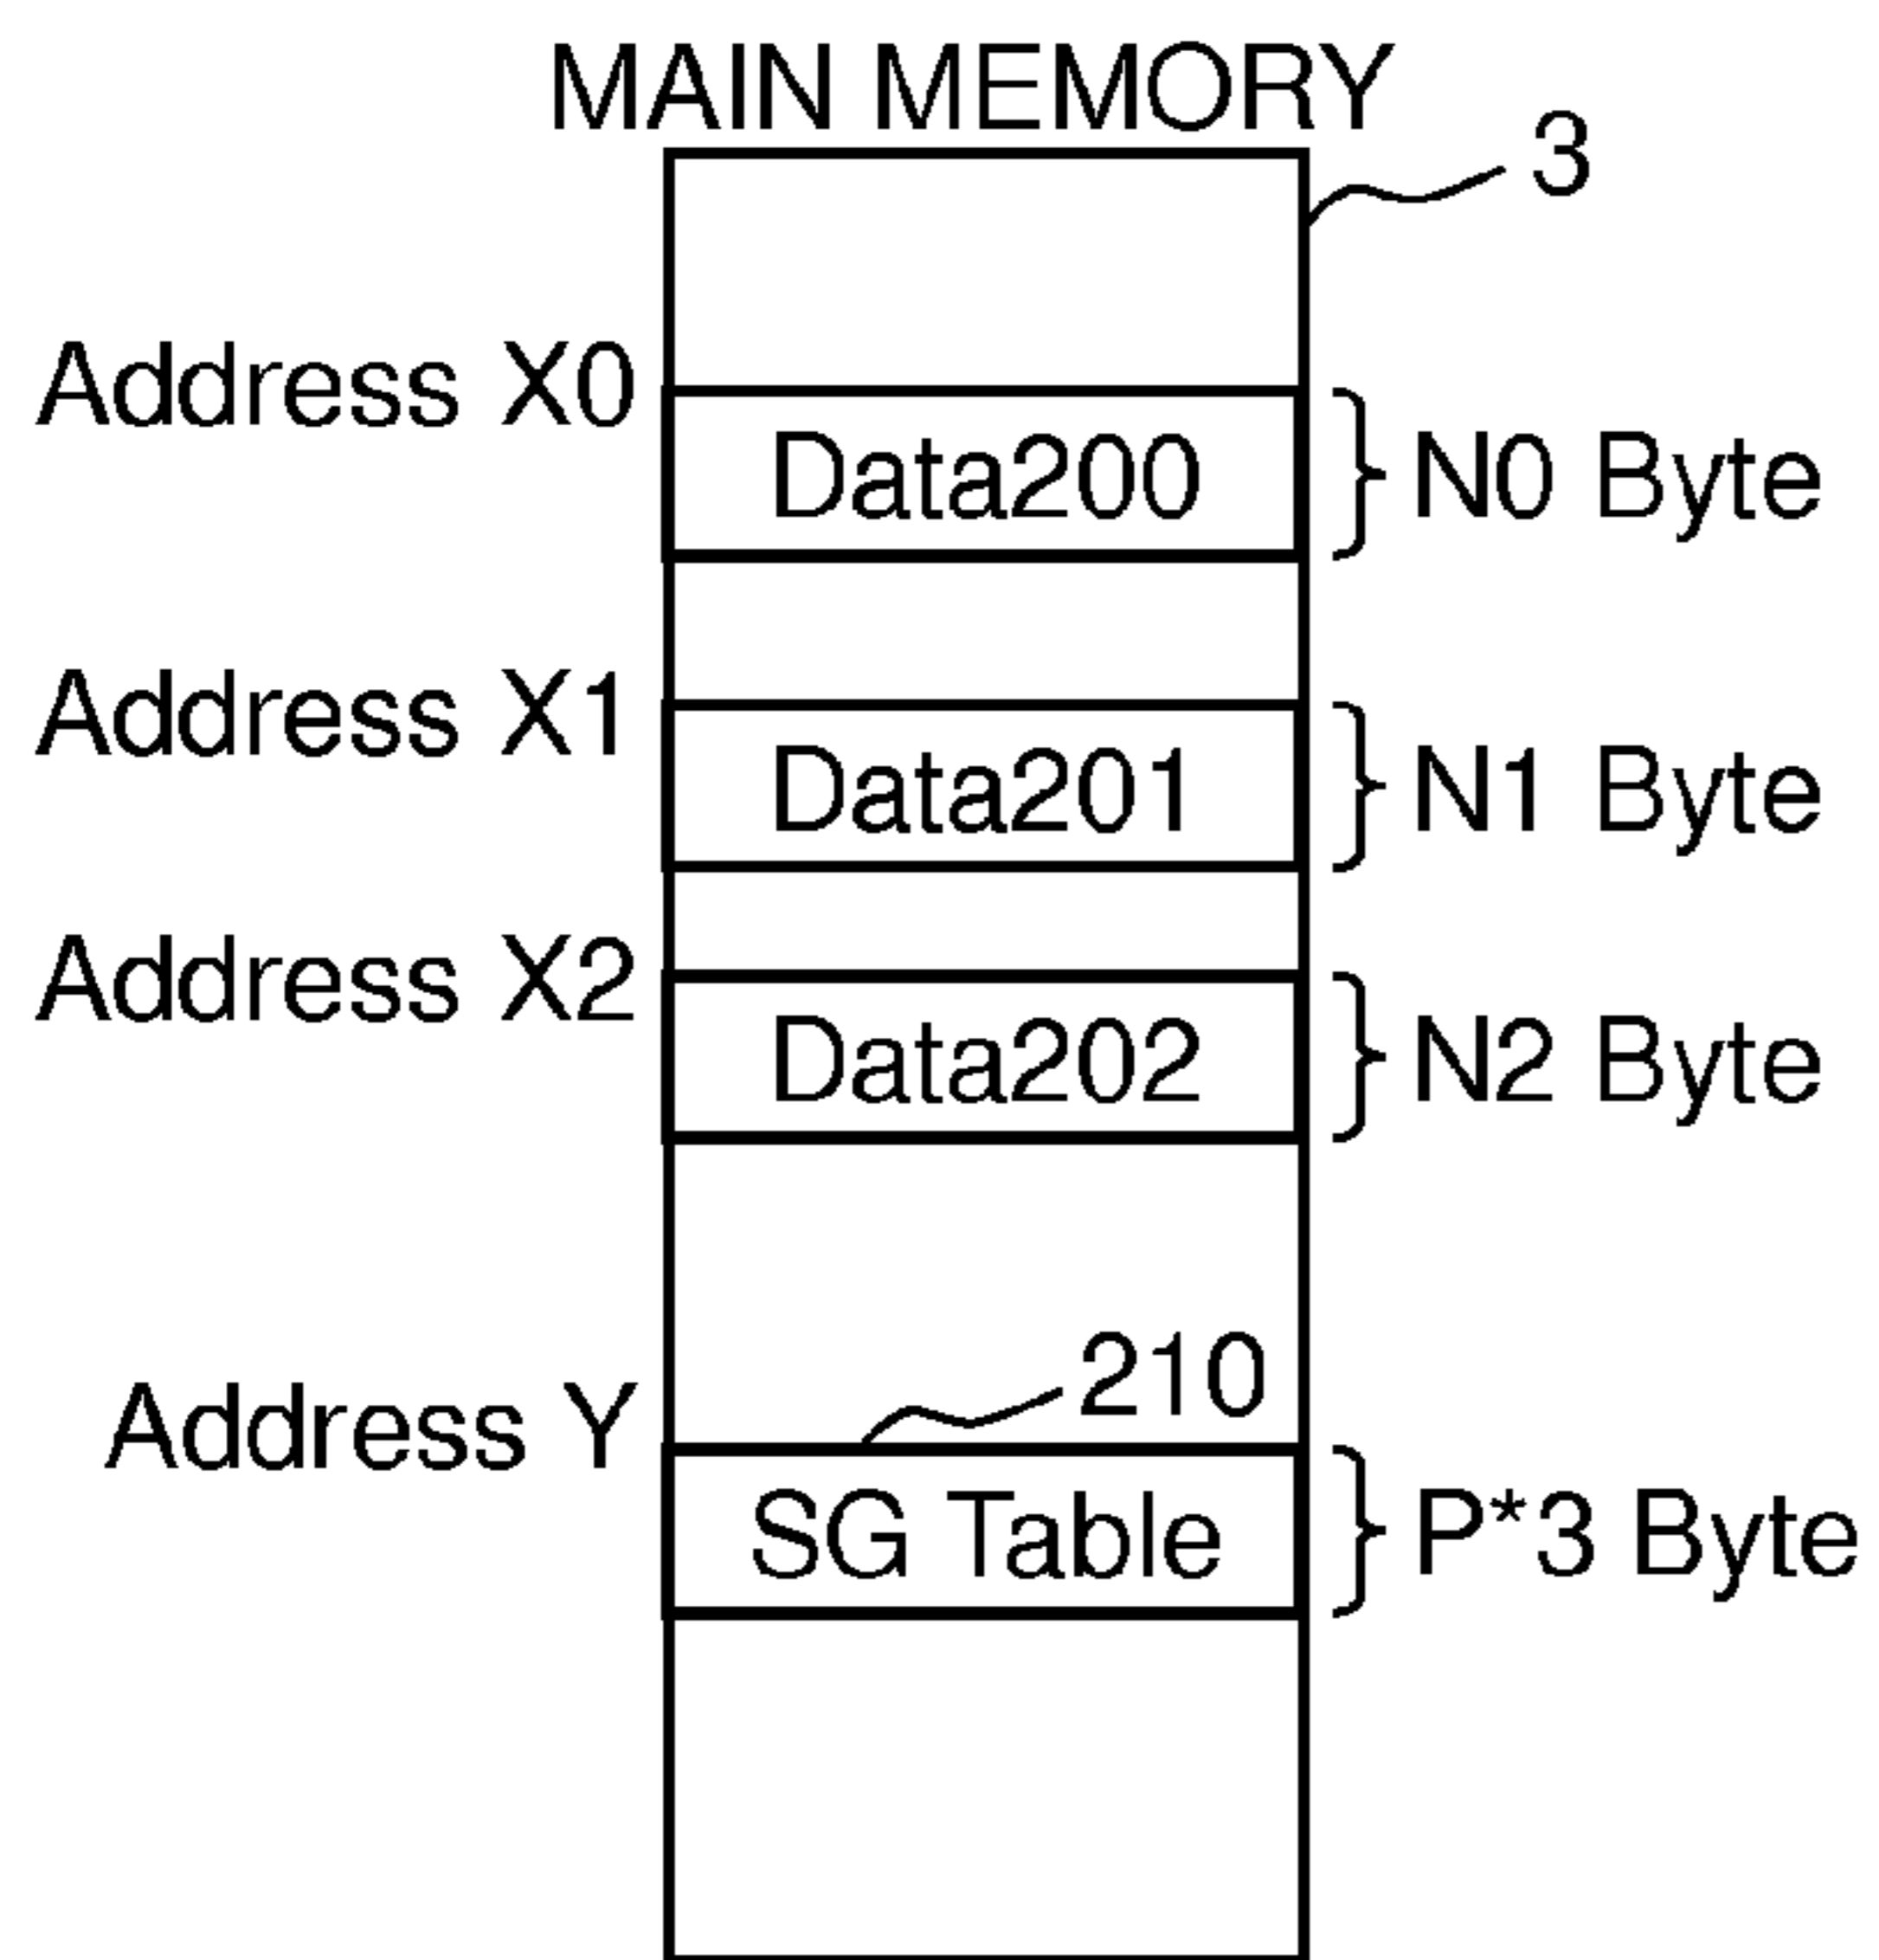 MAIN MEMORY
3
Address X0
Data200
N0 Byte
Address X1
Data201
N1 Byte
Address X2
Data202
N2 Byte
210
Address Y
SG Table
P*3 Byte